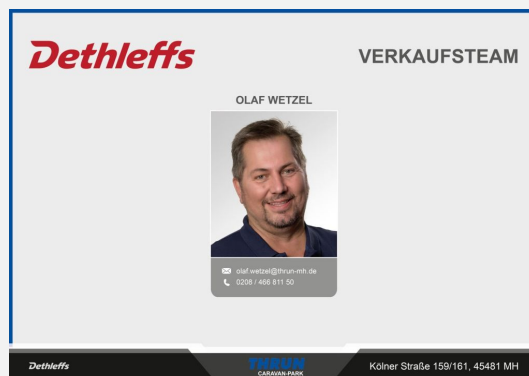 Dethleffs
VERKAUFSTEAM
OLAF WETZEL
olaf.wetzel@thrun-mh.de
0208 / 466 811 50
Dethleffs
THRUN
CARAVAN-PARK
Kölner Straße 159/161, 45481 MH